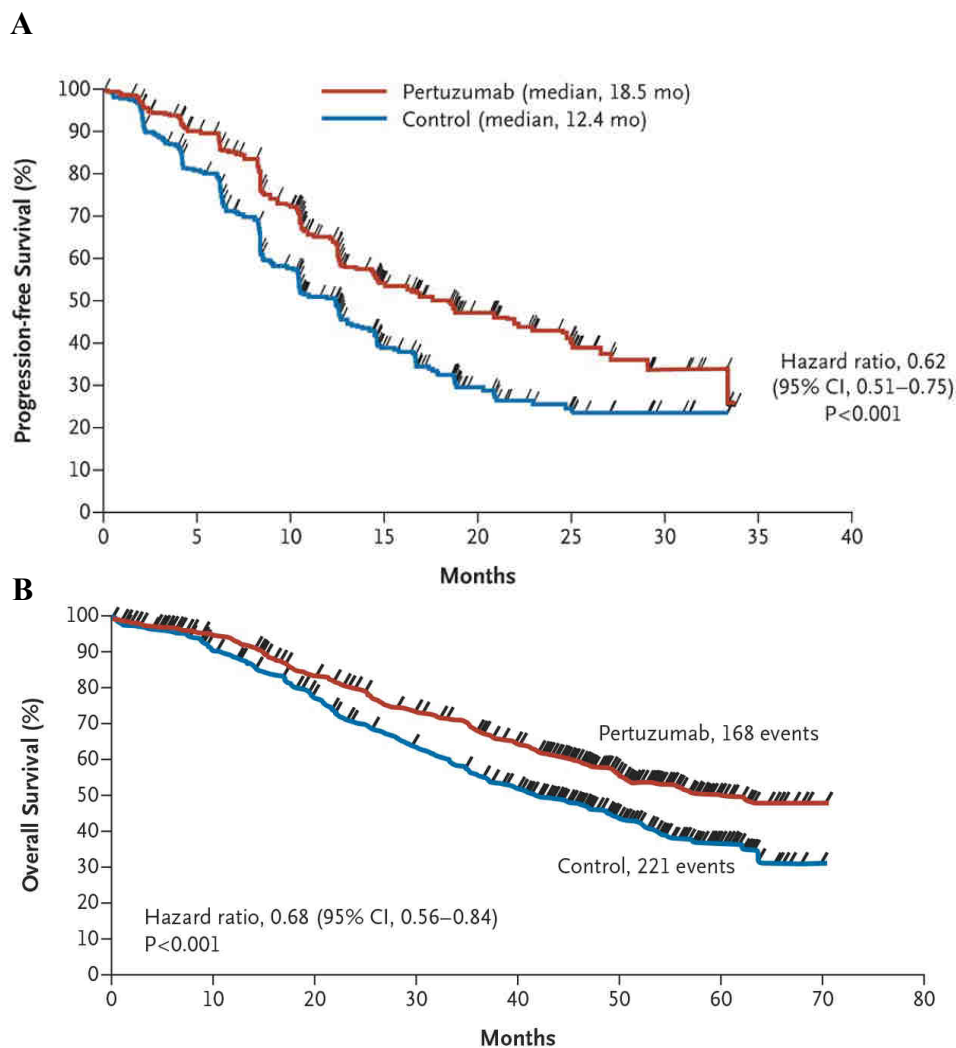 A
Pertuzumab (median, 18.5 mo)
Control (median, 12.4 mo)
Progression-free Survival (%)
100
90
80
70
60
50
40
30
20
10
0
Hazard ratio, 0.62
(95% CI, 0.51–0.75)
P<0.001
0 5 10 15 20 25 30 35 40
Months
B
Overall Survival (%)
100
90
80
70
60
50
40
30
20
10
0
Pertuzumab, 168 events
Control, 221 events
Hazard ratio, 0.68 (95% CI, 0.56–0.84)
P<0.001
0 10 20 30 40 50 60 70 80
Months